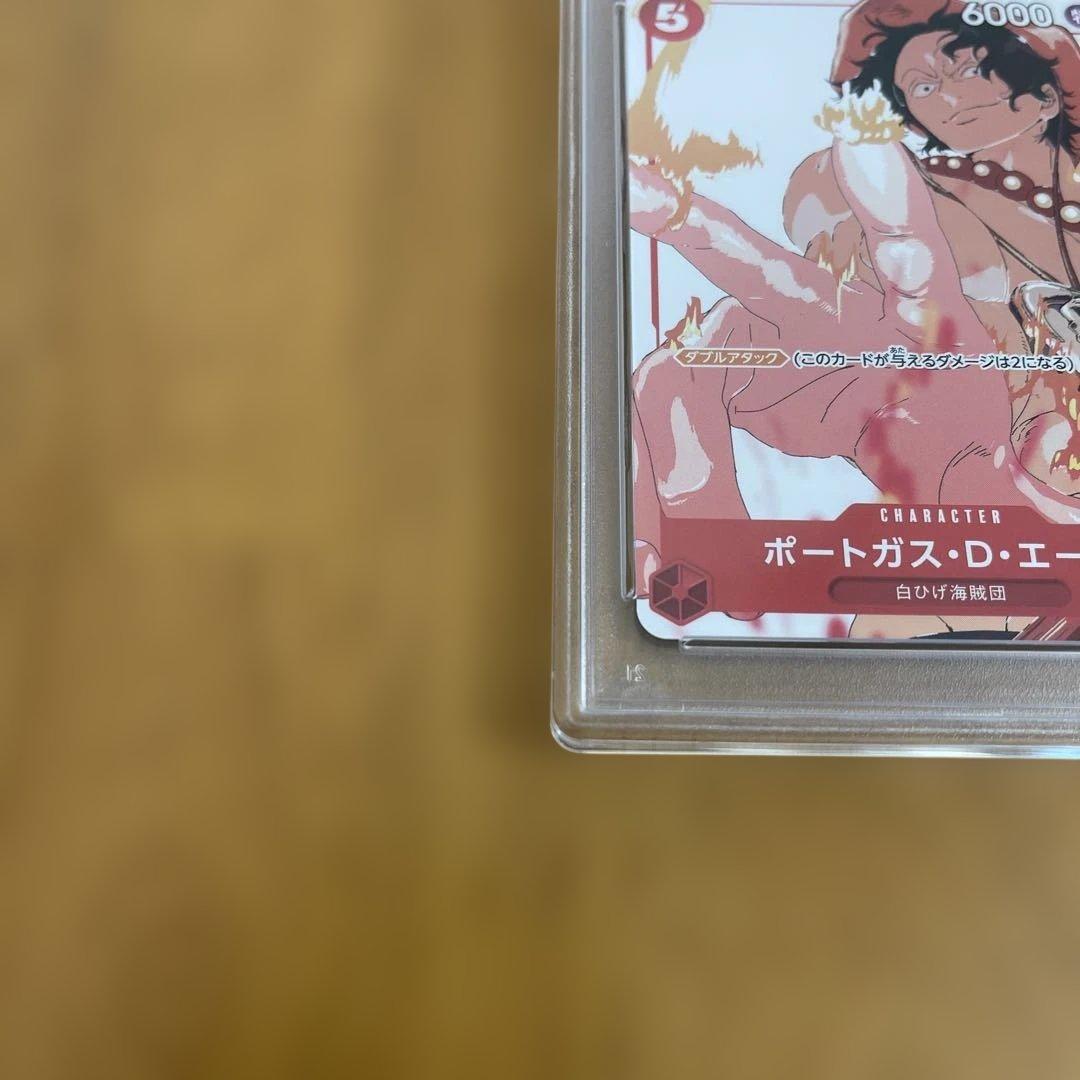 5
6000
ダブルアタック (このカードが与えるダメージは2になる)
CHARACTER
ポートガス・D・エー
白ひげ海賊団
21